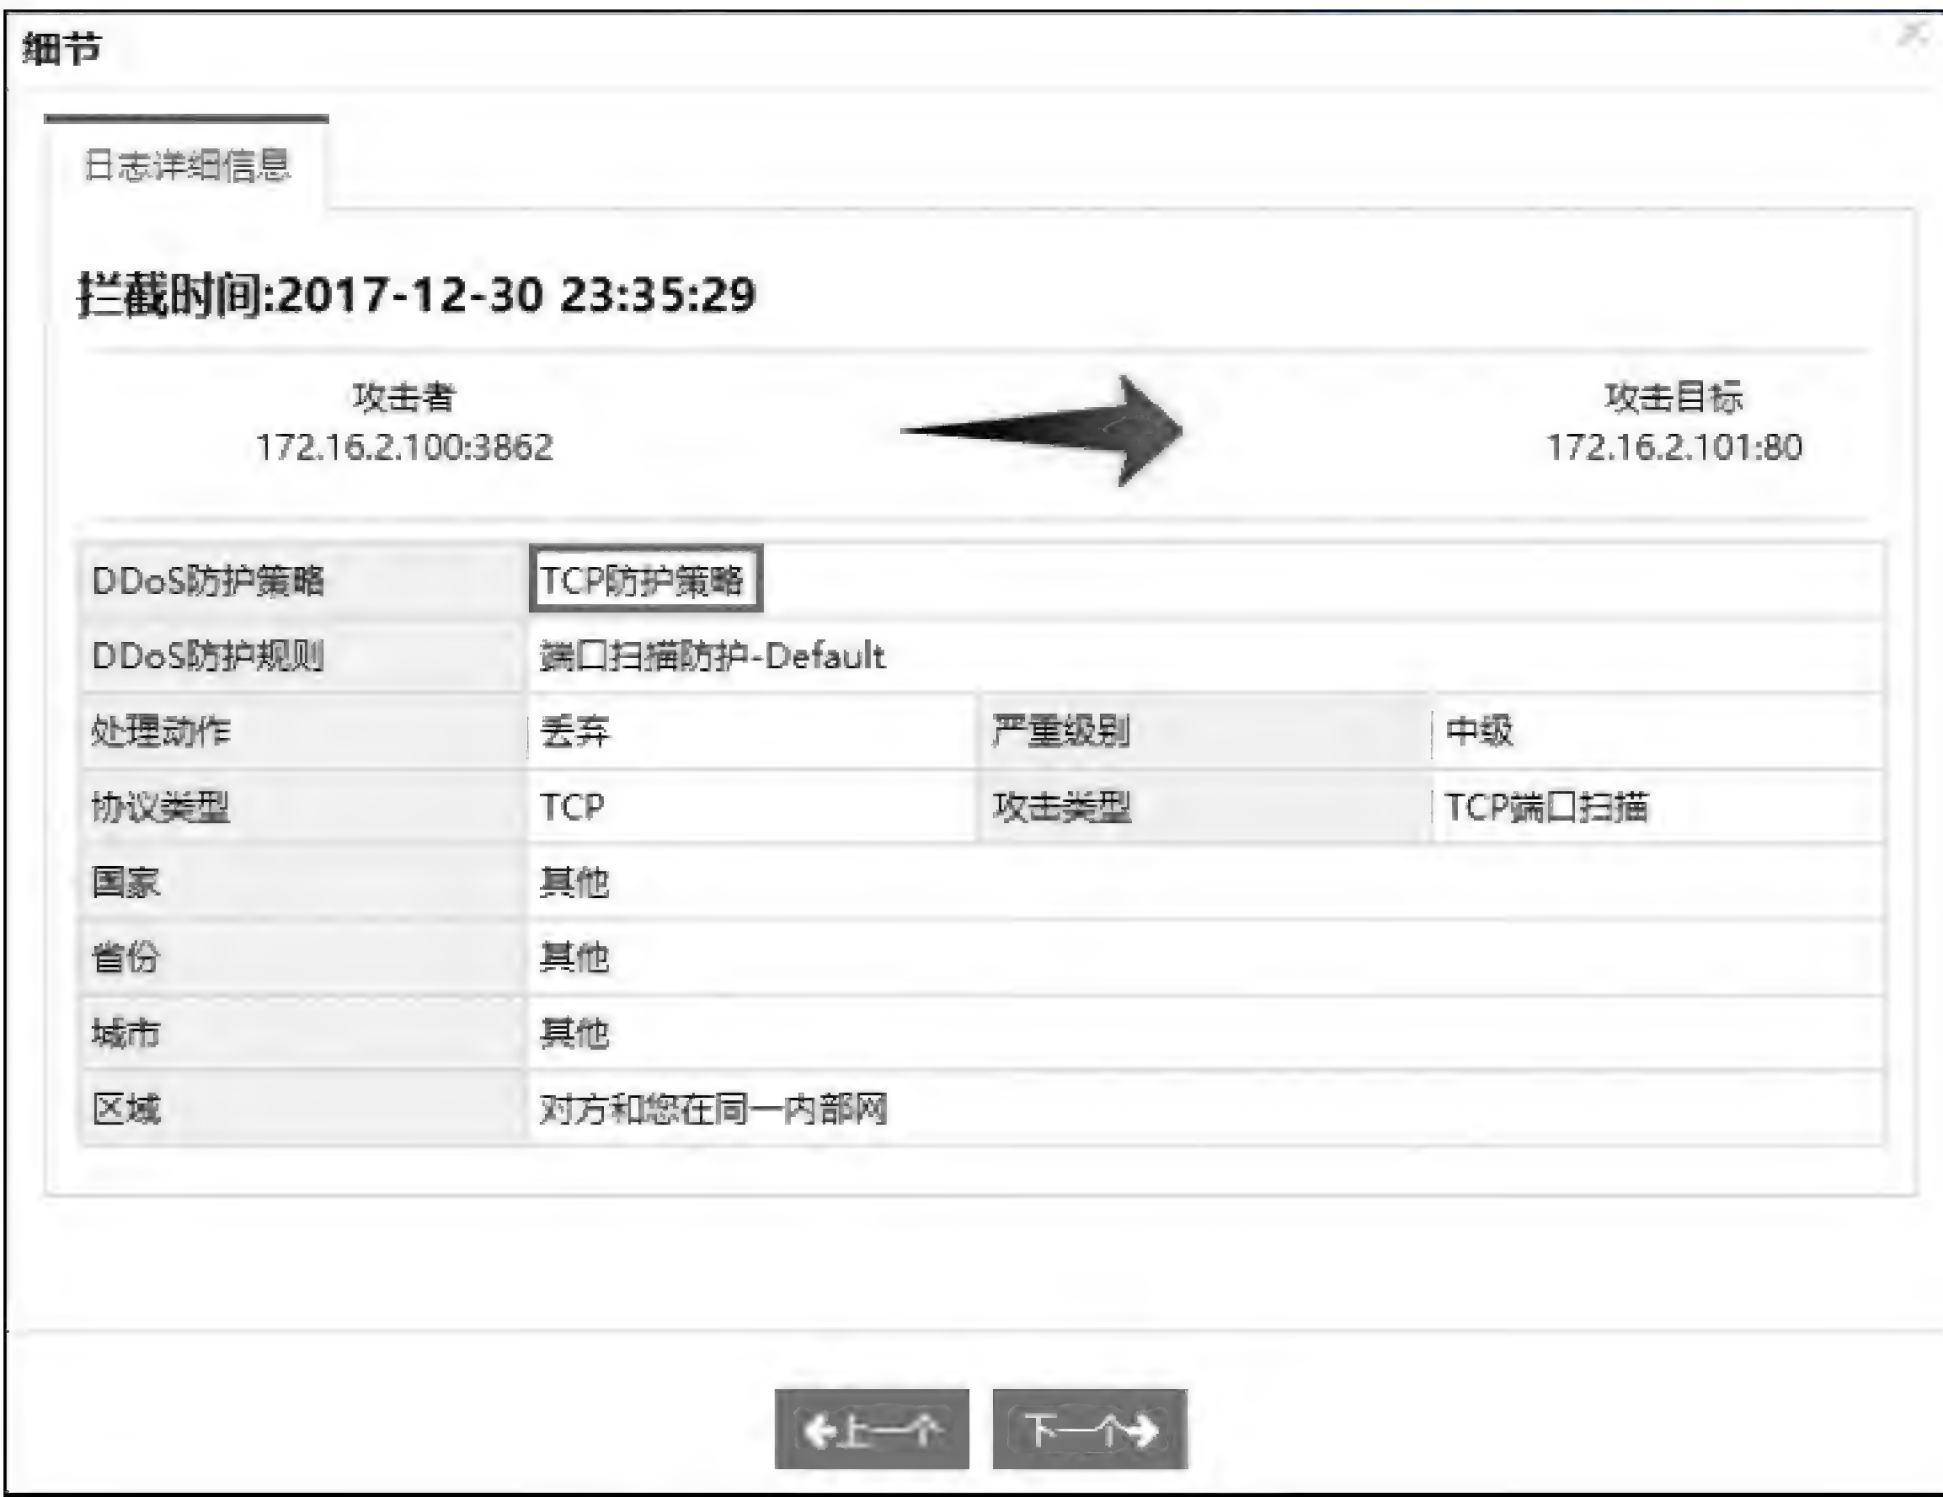 细节
日志详细信息
拦截时间:2017-12-30 23:35:29
攻击者
172.16.2.100:3862
攻击目标
172.16.2.101:80
DDoS防护策略 TCP防护策略
DDoS防护规则 端口扫描防护-Default
处理动作 丢弃 严重级别 中级
协议类型 TCP 攻击类型 TCP端口扫描
国家 其他
省份 其他
城市 其他
区域 对方和您在同一内部网
上一个 下一个